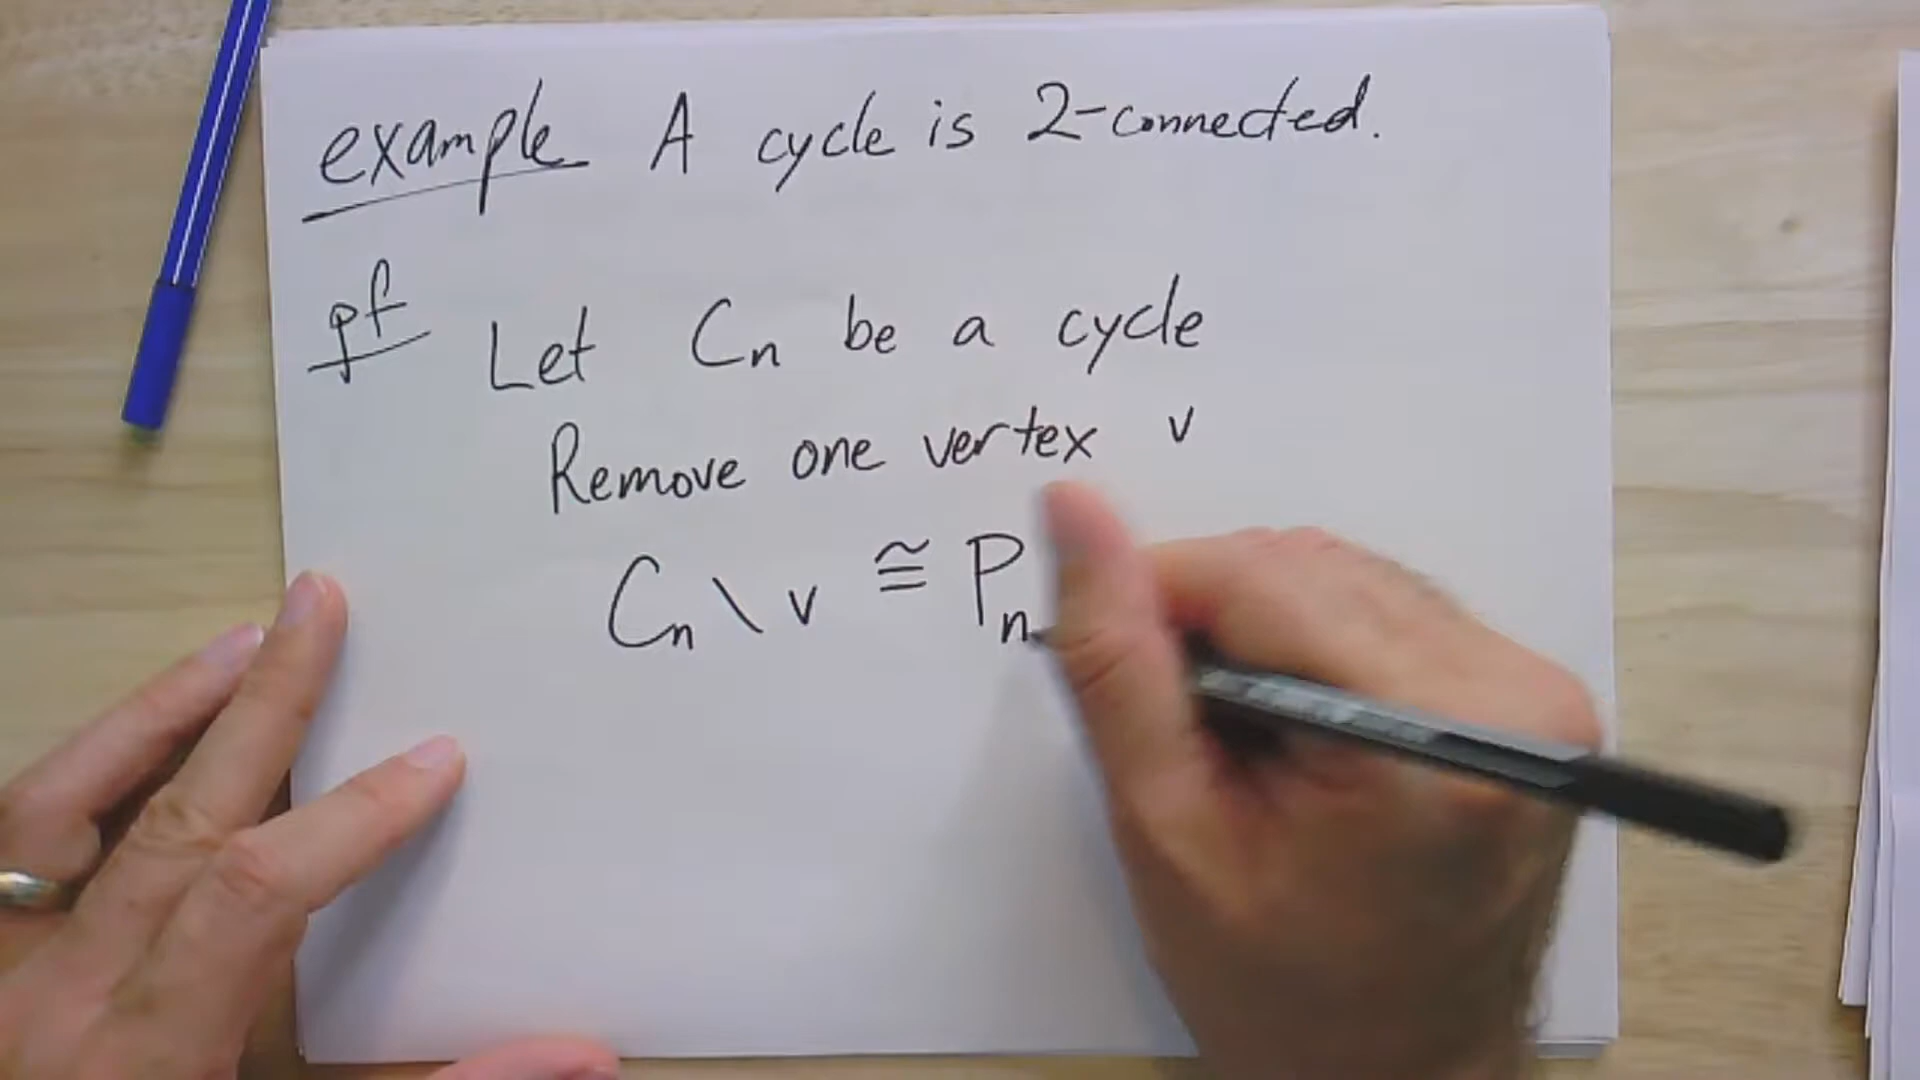 example A cycle is 2-connected.
pf Let Cn be a cycle
Remove one vertex v
Cn \ v ≅ Pn